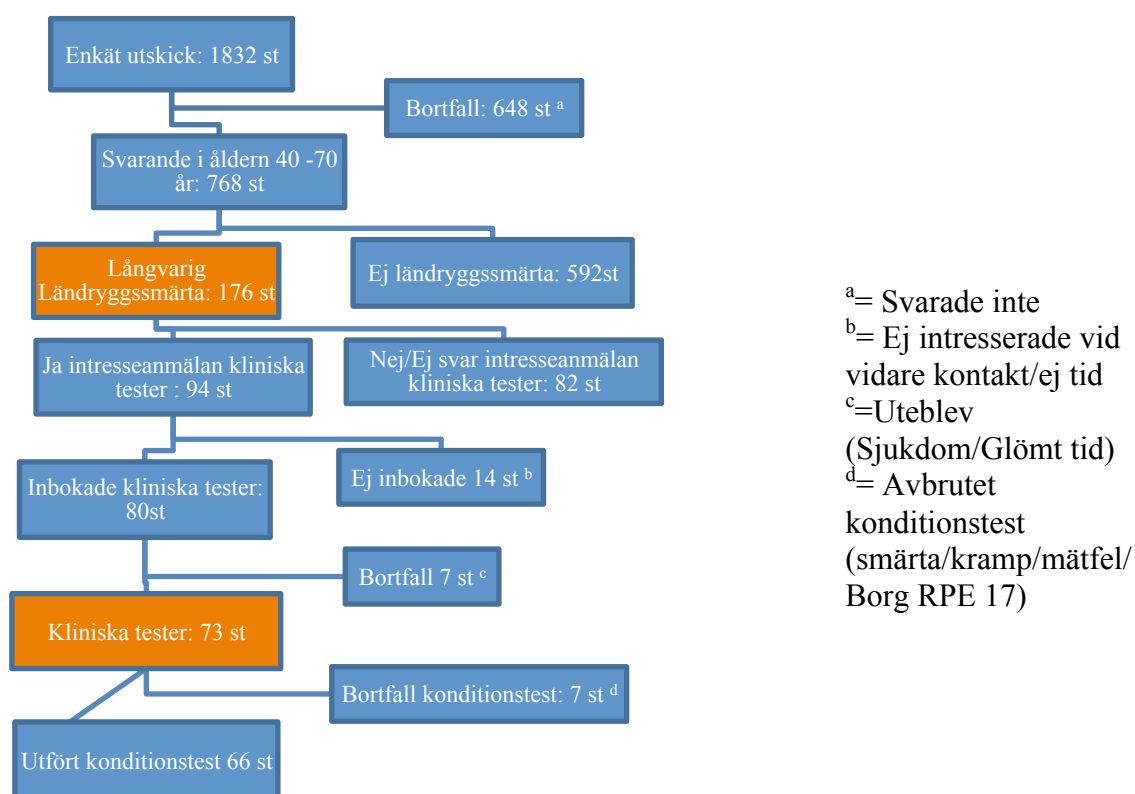 Enkät utskick: 1832 st
Bortfall: 648 st a
Svarande i åldern 40 -70
år: 768 st
Långvarig
Ländryggssmärta: 176 st
Ej ländryggssmärta: 592st
Ja intresseanmälan kliniska
tester : 94 st
Nej/Ej svar intresseanmälan
kliniska tester: 82 st
Inbokade kliniska tester:
80st
Ej inbokade 14 st b
Bortfall 7 st c
Kliniska tester: 73 st
Bortfall konditionstest: 7 st d
Utfört konditionstest 66 st
a= Svarade inte
b= Ej intresserade vid
vidare kontakt/ej tid
c=Uteblev
(Sjukdom/Glömt tid)
d= Avbrutet
konditionstest
(smärta/kramp/mätfel/
Borg RPE 17)